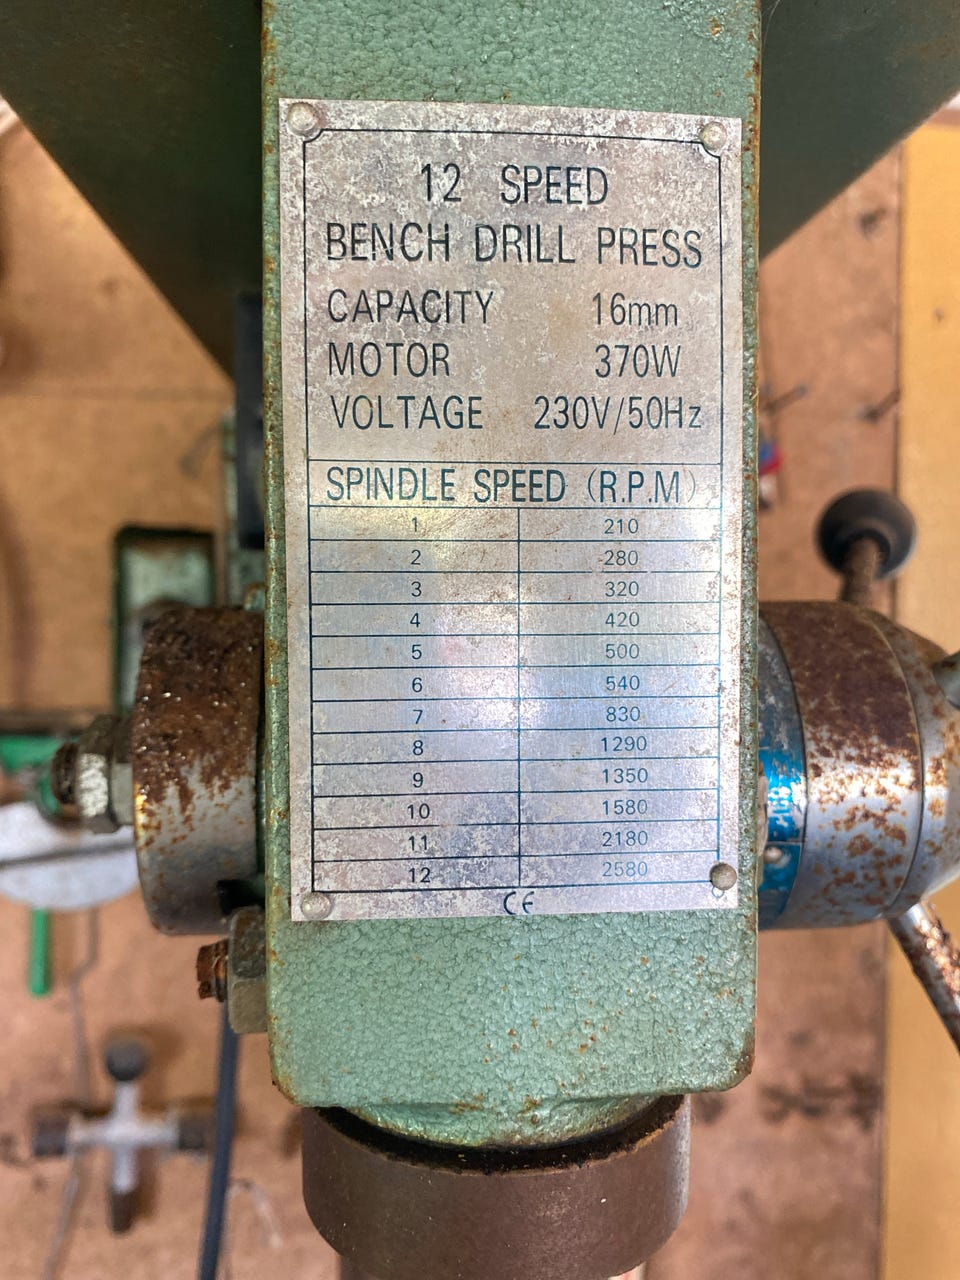 12 SPEED
BENCH DRILL PRESS
CAPACITY 16mm
MOTOR 370W
VOLTAGE 230V/50Hz
SPINDLE SPEED (R.P.M)
1 210
2 280
3 320
4 420
5 500
6 540
7 830
8 1290
9 1350
10 1580
11 2180
12 2580
CE